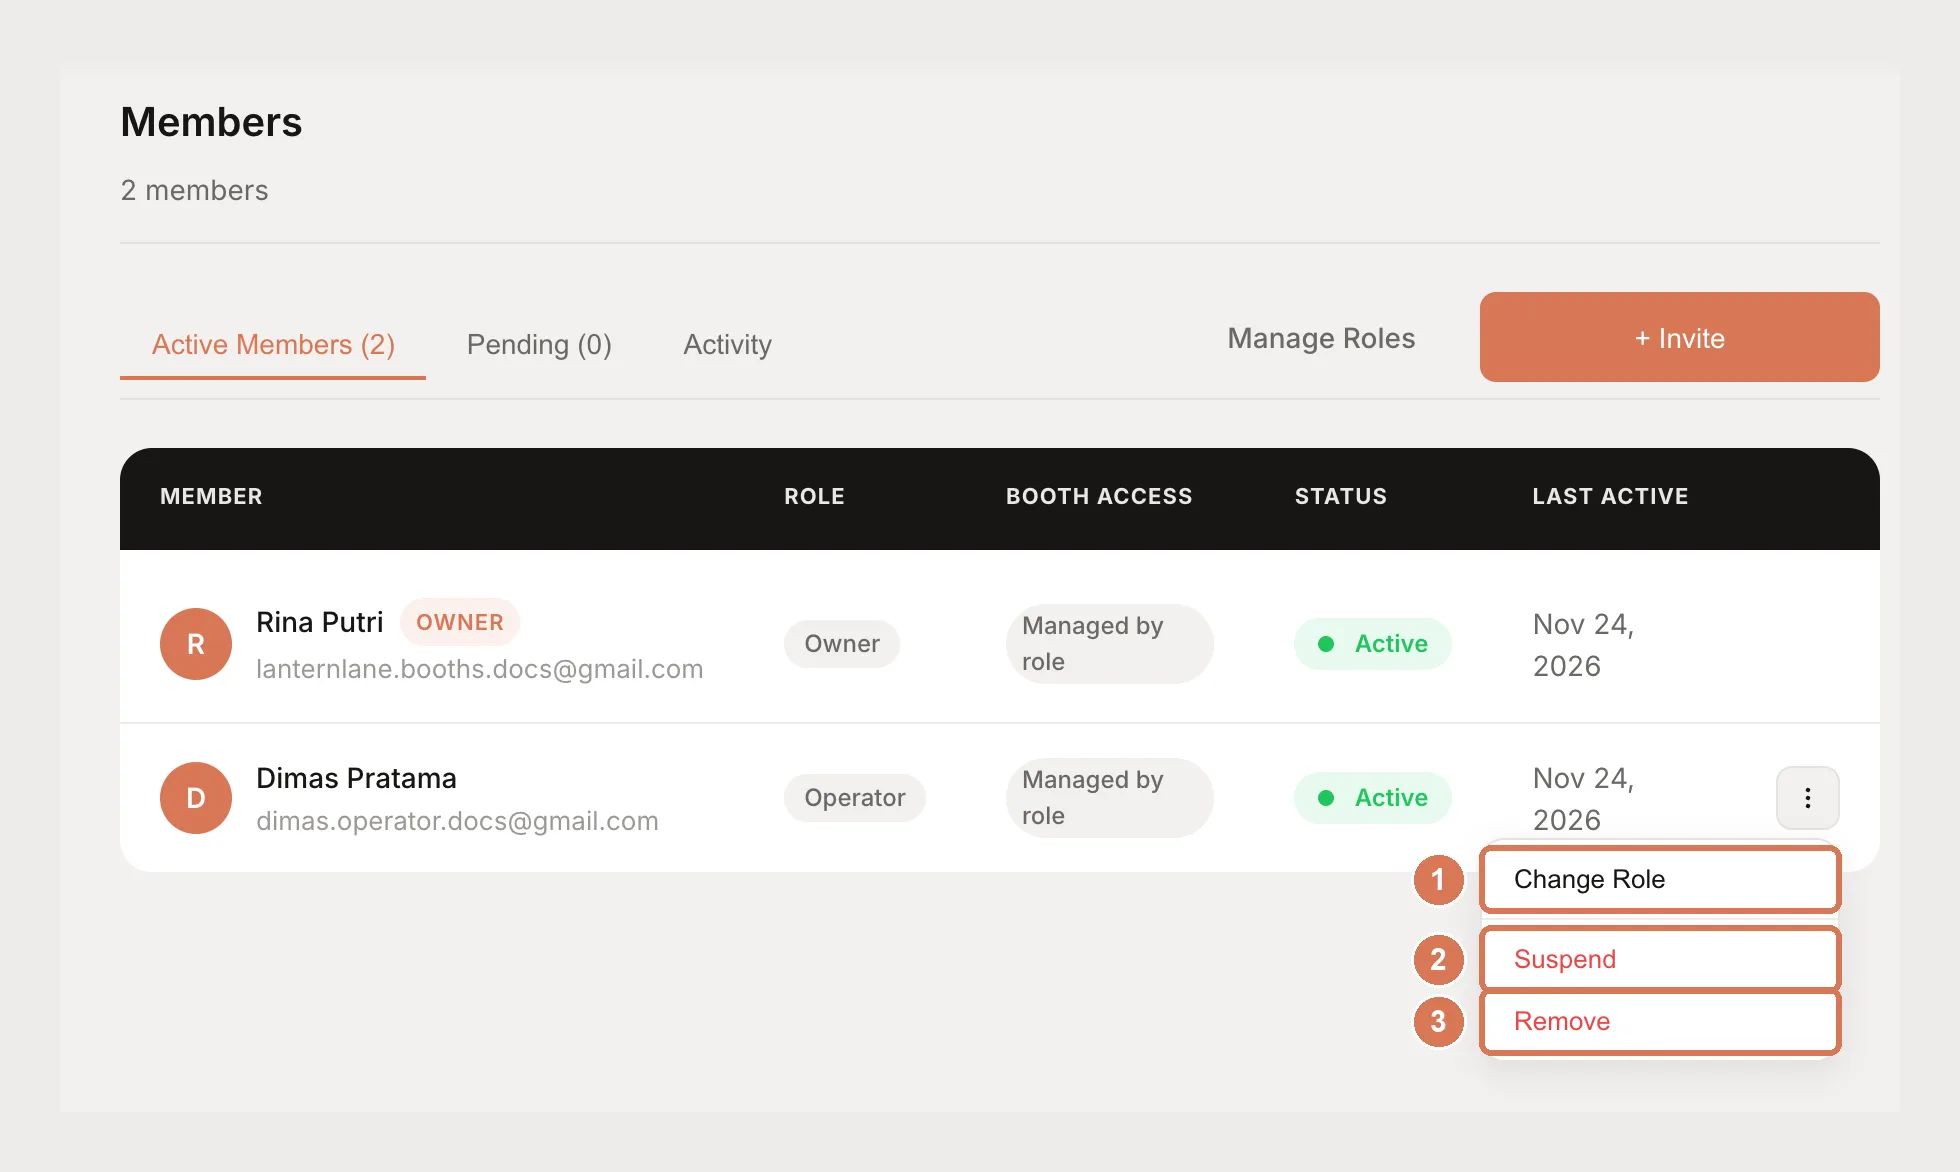 Members
2 members
Active Members (2) Pending (0) Activity Manage Roles + Invite
MEMBER ROLE BOOTH ACCESS STATUS LAST ACTIVE
R
Rina Putri OWNER
lanternlane.booths.docs@gmail.com
Owner
Managed by
role
Active
Nov 24,
2026
D
Dimas Pratama
dimas.operator.docs@gmail.com
Operator
Managed by
role
Active
Nov 24,
2026
1 Change Role
2 Suspend
3 Remove